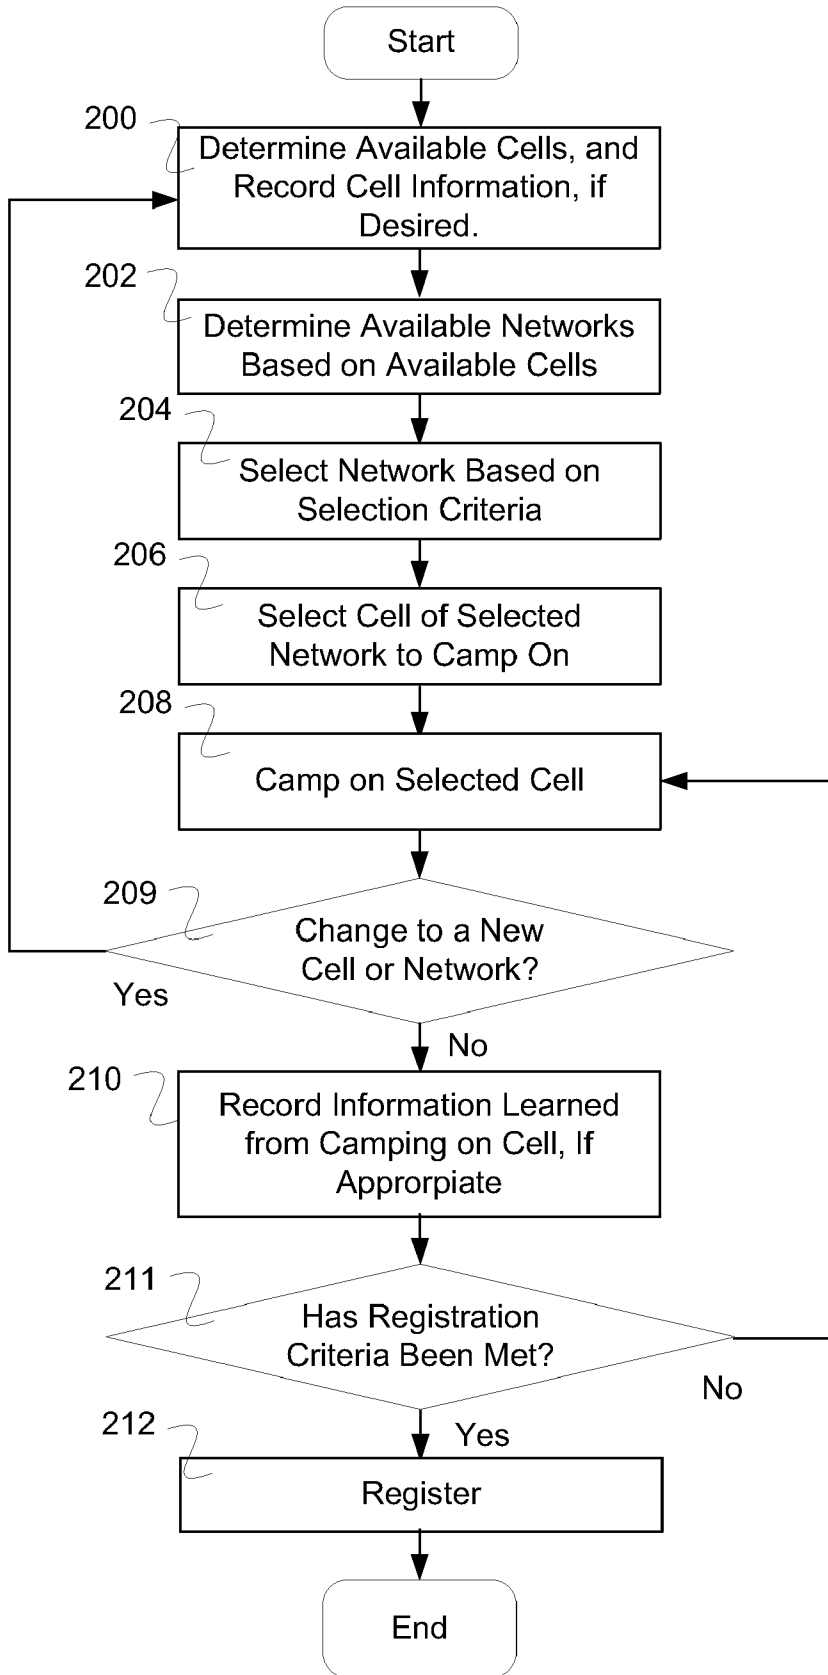 Start
200
Determine Available Cells, and
Record Cell Information, if
Desired.
202
Determine Available Networks
Based on Available Cells
204
Select Network Based on
Selection Criteria
206
Select Cell of Selected
Network to Camp On
208
Camp on Selected Cell
209
Change to a New
Cell or Network?
Yes
No
210
Record Information Learned
from Camping on Cell, If
Approrpiate
211
Has Registration
Criteria Been Met?
No
Yes
212
Register
End